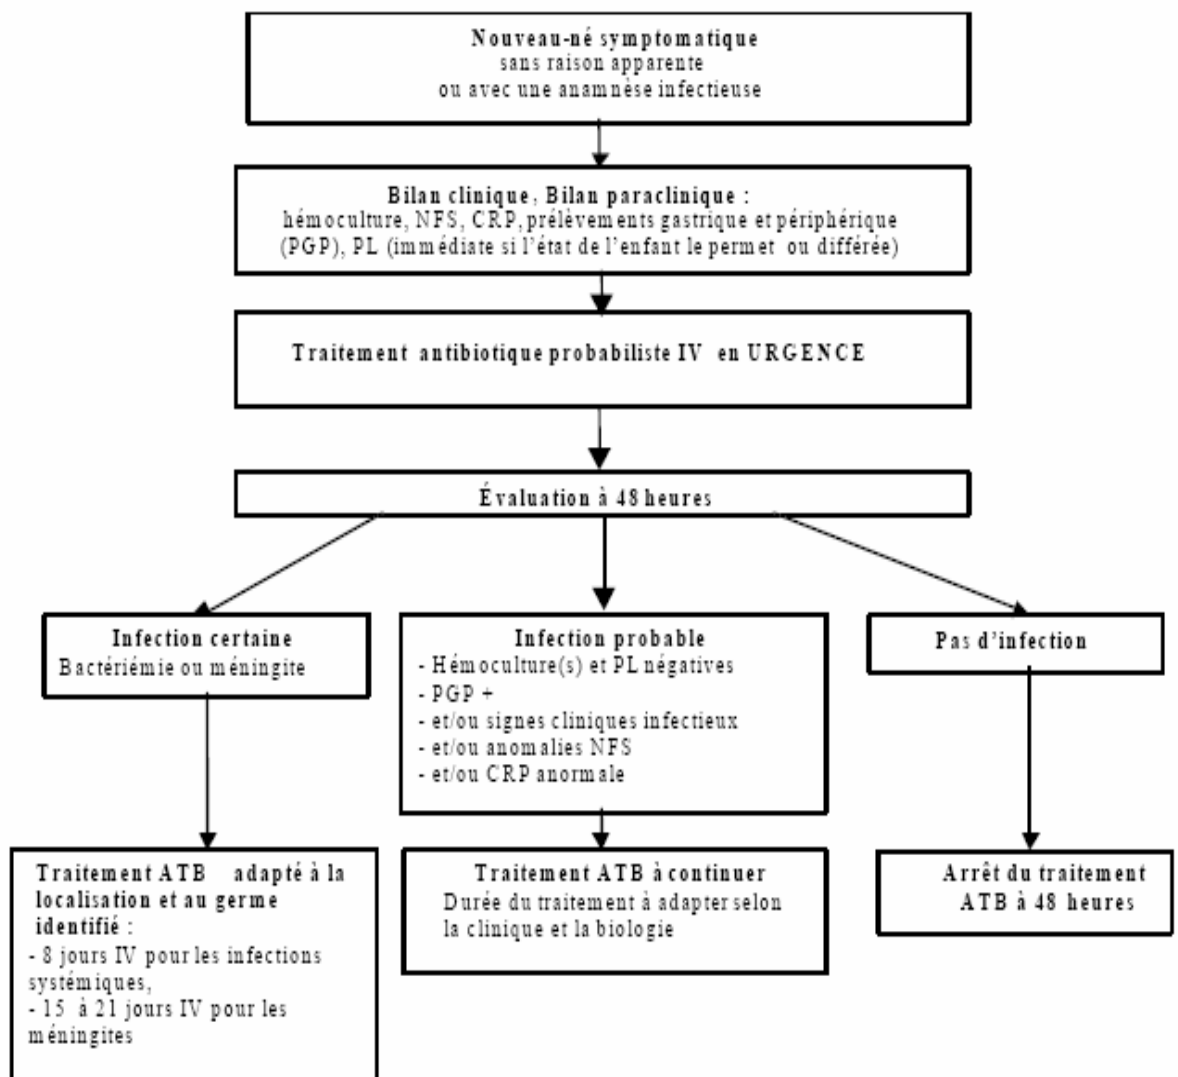 Nouveau-né symptomatique
sans raison apparente
ou avec une anamnèse infectieuse
Bilan clinique, Bilan paraclinique :
hémoculture, NFS, CRP, prélèvements gastrique et périphérique
(PGP), PL (immédiate si l'état de l'enfant le permet ou différée)
Traitement antibiotique probabiliste IV en URGENCE
Évaluation à 48 heures
Infection certaine
Bactériémie ou méningite
Infection probable
- Hémoculture(s) et PL négatives
- PGP +
- et/ou signes cliniques infectieux
- et/ou anomalies NFS
- et/ou CRP anormale
Pas d'infection
Traitement ATB adapté à la
localisation et au germe
identifié :
- 8 jours IV pour les infections
systémiques,
- 15 à 21 jours IV pour les
méningites
Traitement ATB à continuer
Durée du traitement à adapter selon
la clinique et la biologie
Arrêt du traitement
ATB à 48 heures